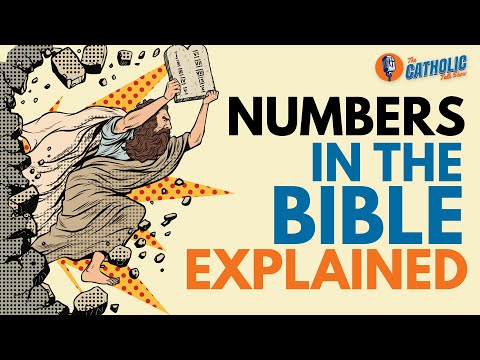 The
CATHOLIC
Talk Show
NUMBERS
IN THE
BIBLE
EXPLAINED